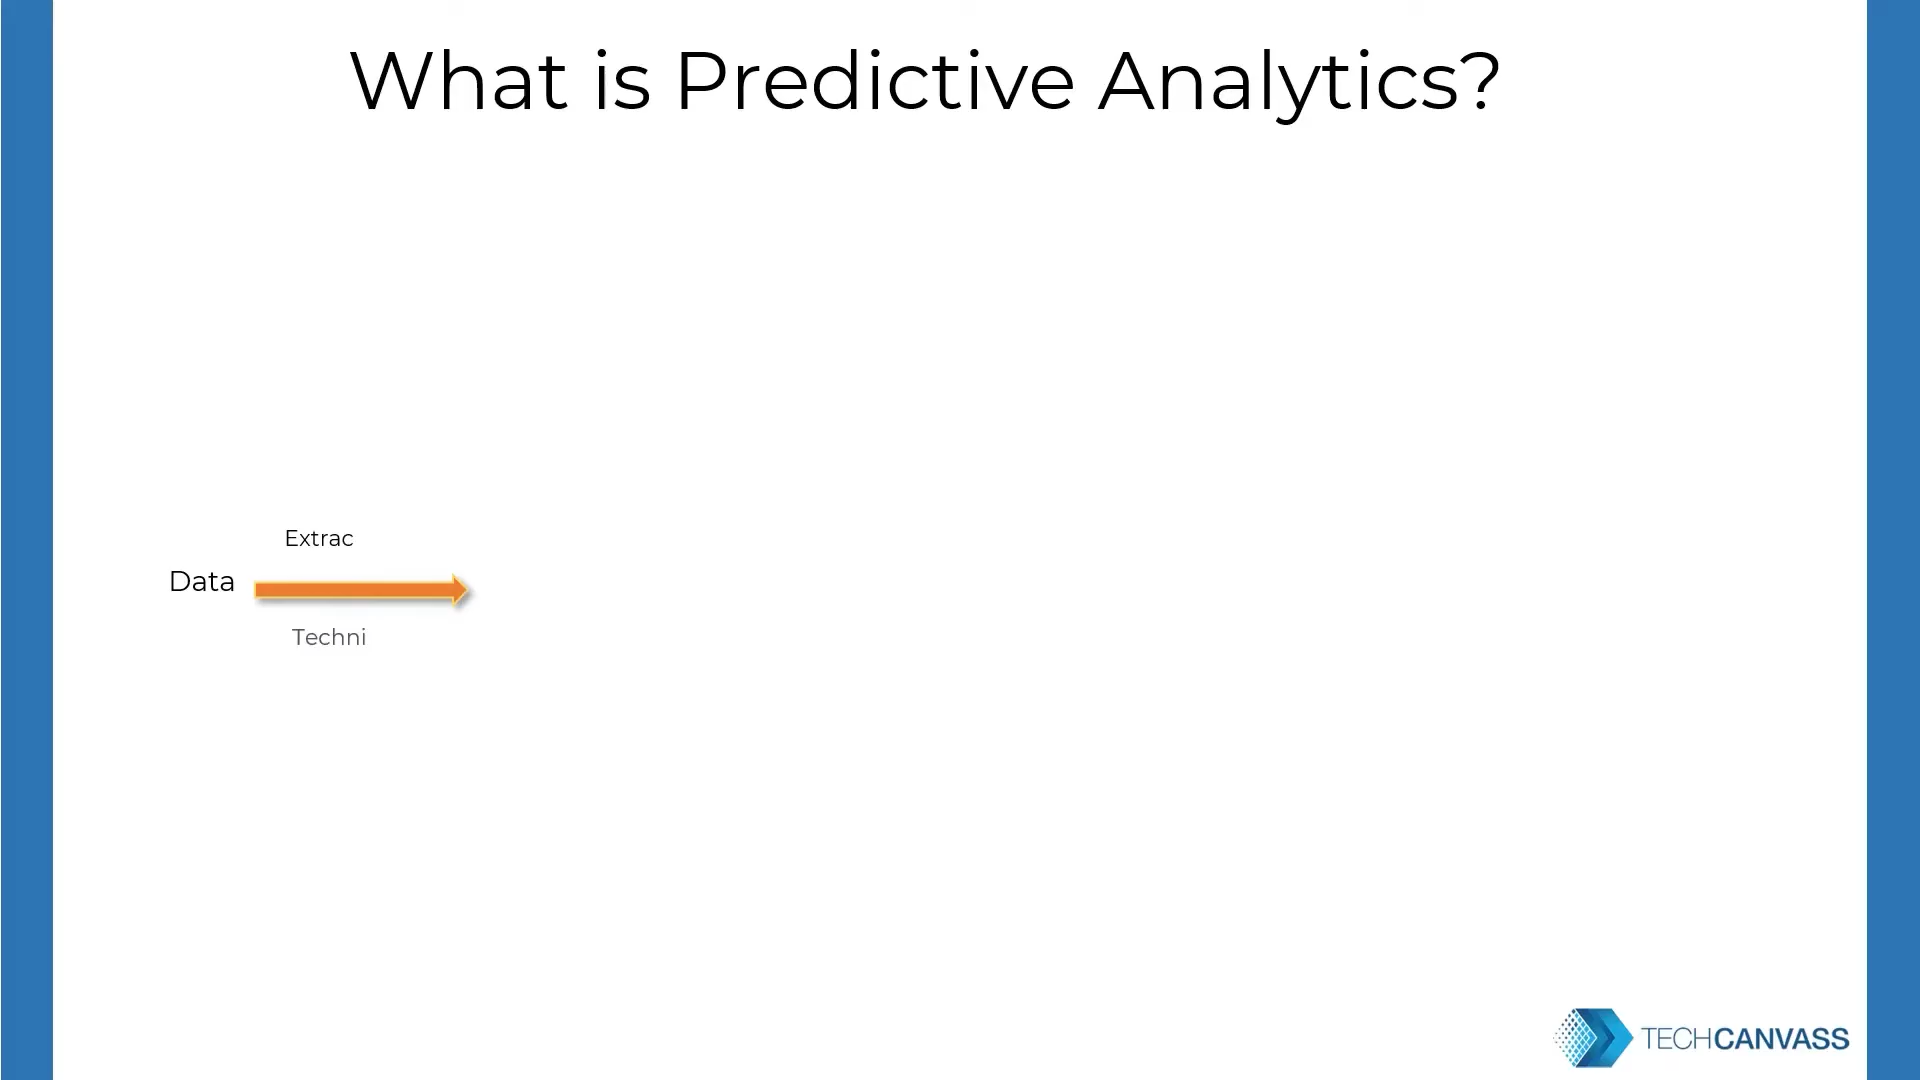 What is Predictive Analytics?
Extrac
Data
Techni
TECHCANVASS